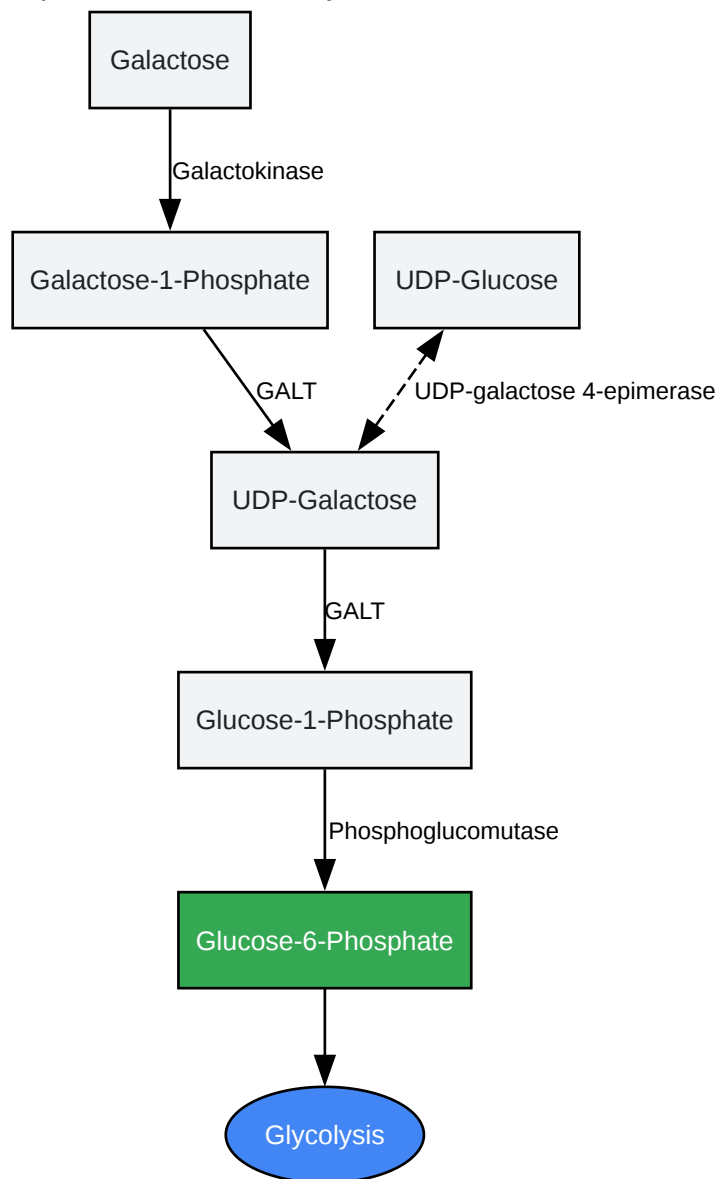 Galactose
Galactokinase
Galactose-1-Phosphate
UDP-Glucose
GALT
UDP-galactose 4-epimerase
UDP-Galactose
GALT
Glucose-1-Phosphate
Phosphoglucomutase
Glucose-6-Phosphate
Glycolysis